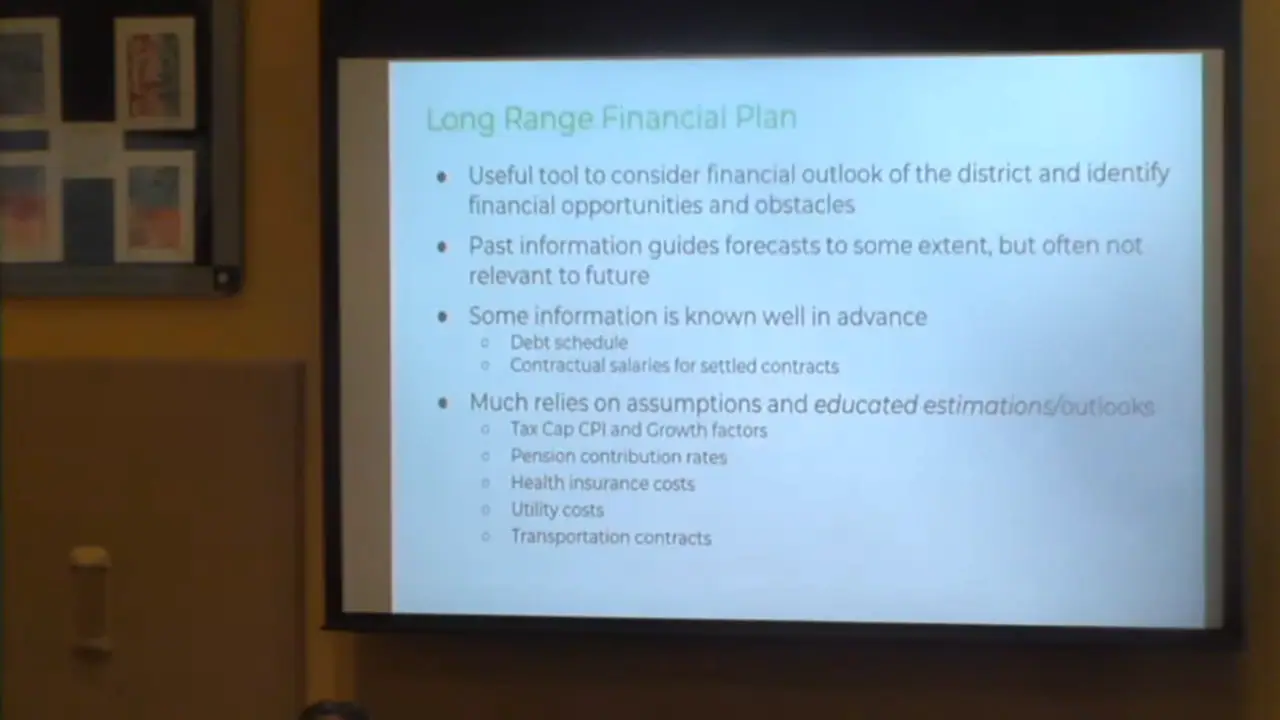 Long Range Financial Plan
● Useful tool to consider financial outlook of the district and identify
financial opportunities and obstacles
● Past information guides forecasts to some extent, but often not
relevant to future
● Some information is known well in advance
○ Debt schedule
○ Contractual salaries for settled contracts
● Much relies on assumptions and educated estimations/outlooks
○ Tax Cap CPI and Growth factors
○ Pension contribution rates
○ Health insurance costs
○ Utility costs
○ Transportation contracts